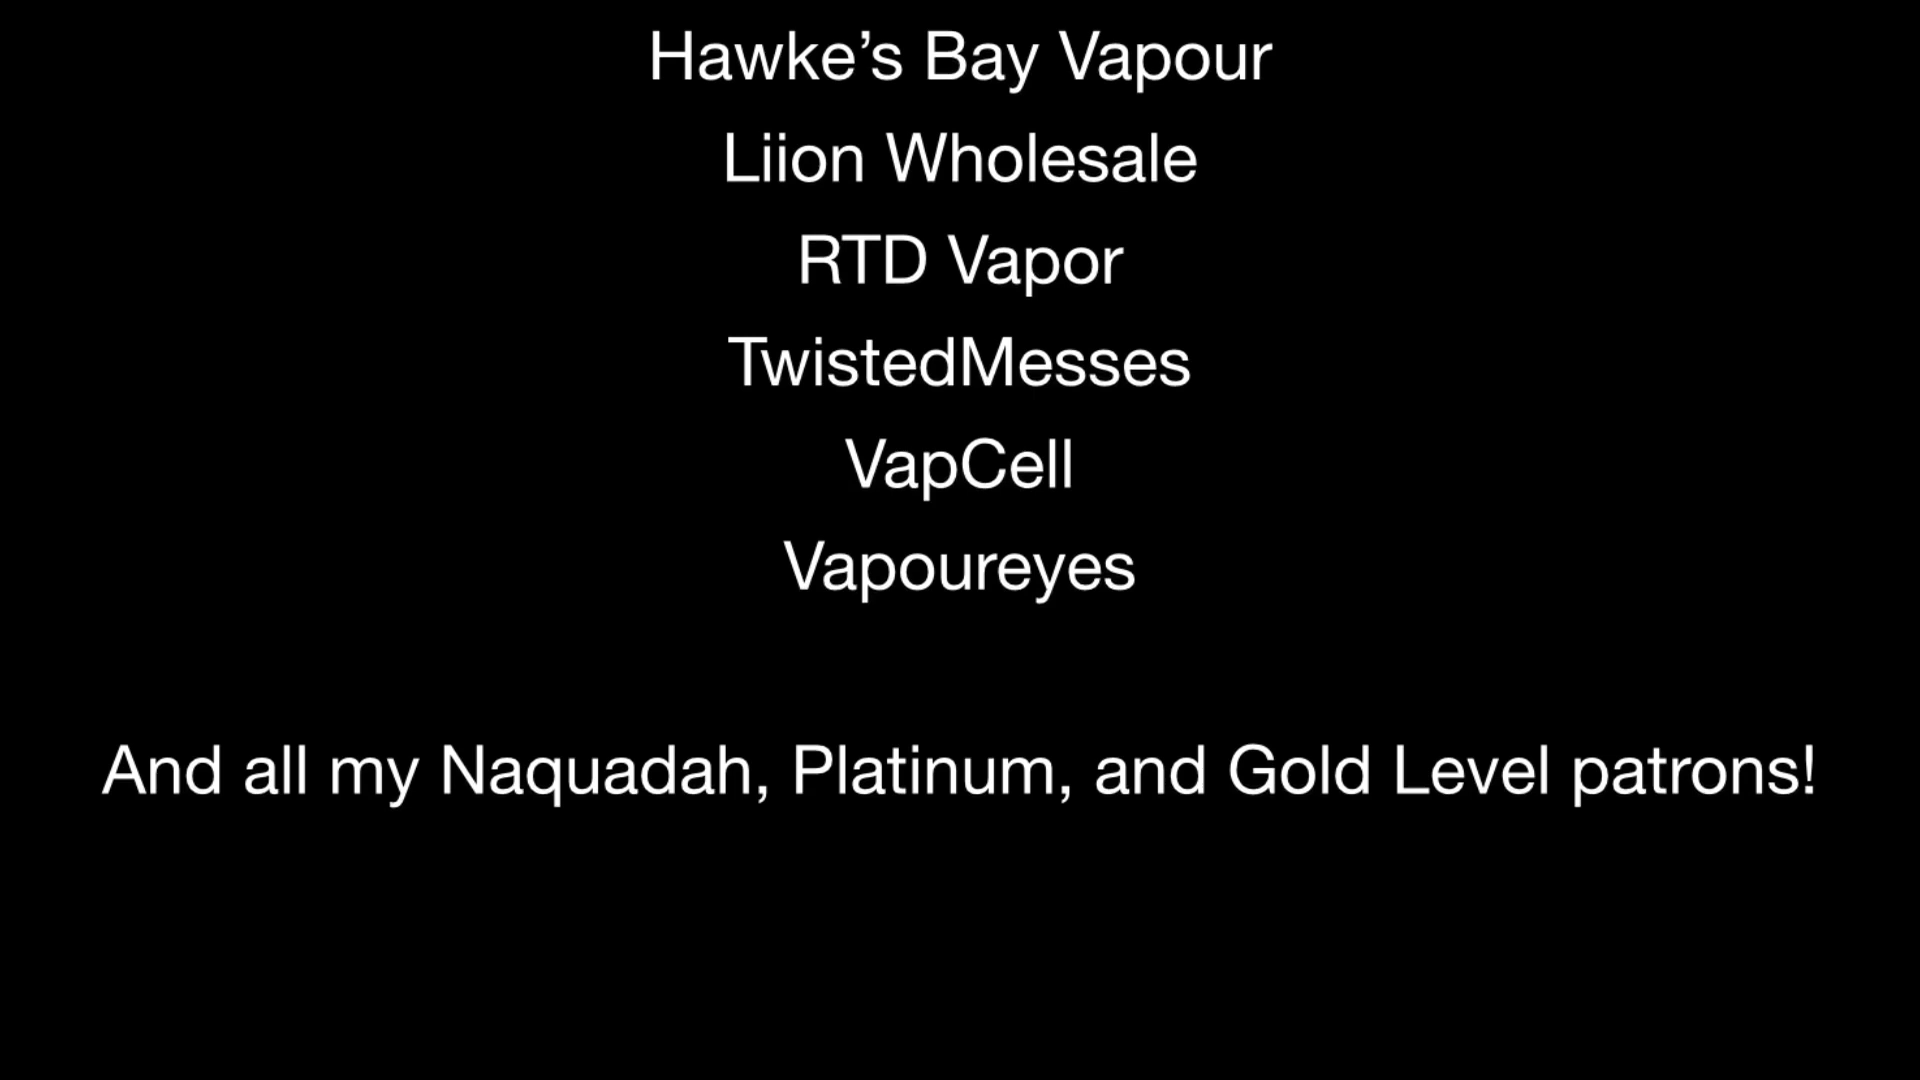 Hawke’s Bay Vapour
Liion Wholesale
RTD Vapor
TwistedMesses
VapCell
Vapoureyes
And all my Naquadah, Platinum, and Gold Level patrons!